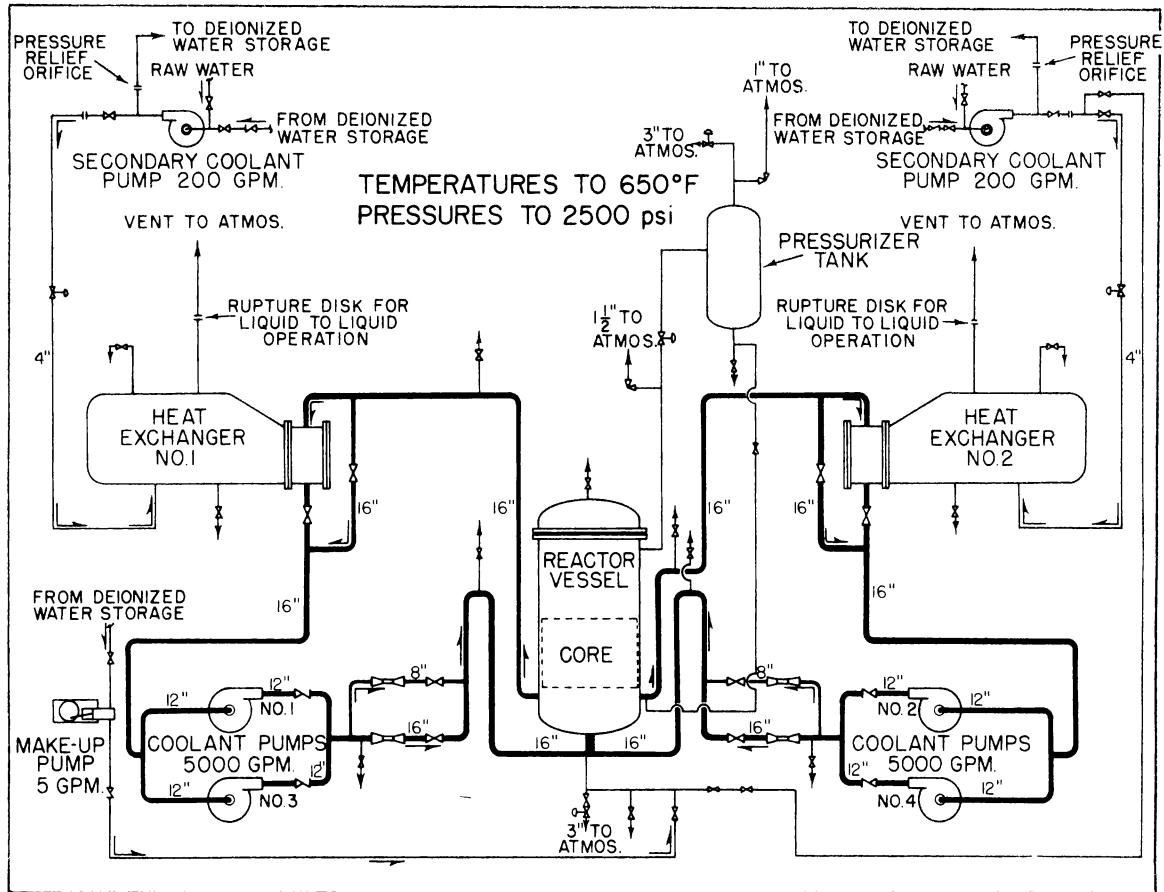 TO DEIONIZED
WATER STORAGE
PRESSURE
RELIEF
ORIFICE
RAW WATER
FROM DEIONIZED
WATER STORAGE
SECONDARY COOLANT
PUMP 200 GPM.
TO DEIONIZED
WATER STORAGE
PRESSURE
RELIEF
ORIFICE
RAW WATER
FROM DEIONIZED
WATER STORAGE
SECONDARY COOLANT
PUMP 200 GPM.
1" TO
ATMOS.
3" TO
ATMOS.
TEMPERATURES TO 650°F
PRESSURES TO 2500 psi
PRESSURIZER
TANK
VENT TO ATMOS.
RUPTURE DISK FOR
LIQUID TO LIQUID
OPERATION
1 1/2" TO
ATMOS.
VENT TO ATMOS.
RUPTURE DISK FOR
LIQUID TO LIQUID
OPERATION
4"
4"
HEAT
EXCHANGER
NO.1
HEAT
EXCHANGER
NO.2
16"
16"
16"
16"
REACTOR
VESSEL
CORE
16"
16"
FROM DEIONIZED
WATER STORAGE
MAKE-UP
PUMP
5 GPM.
12"
12"
NO.1
COOLANT PUMPS
5000 GPM.
12"
12"
NO.3
8"
16"
16"
16"
8"
16"
12"
12"
NO.2
COOLANT PUMPS
5000 GPM.
12"
12"
NO.4
3" TO
ATMOS.